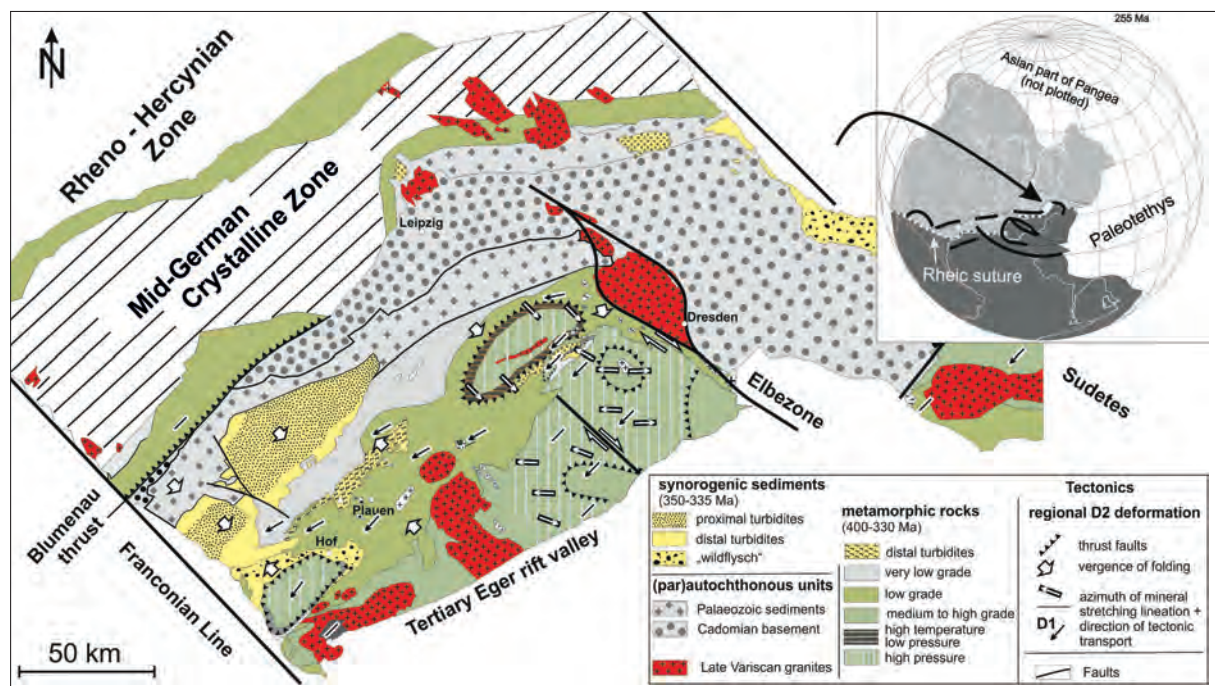 N
Rheno - Hercynian
Zone
Mid-German
Crystalline Zone
Leipzig
Dresden
Elbezone
Sudetes
Plauen
Hof
Blumenau
thrust
Franconian Line
Tertiary Eger rift valley
50 km
255 Ma
Asian part of Pangea
(not plotted)
Paleotethys
Rheic suture
synorogenic sediments
(350-335 Ma)
proximal turbidites
distal turbidites
„wildflysch“
(par)autochthonous units
Palaeozoic sediments
Cadomian basement
Late Variscan granites
metamorphic rocks
(400-330 Ma)
distal turbidites
very low grade
low grade
medium to high grade
high temperature
low pressure
high pressure
Tectonics
regional D2 deformation
thrust faults
vergence of folding
azimuth of mineral
stretching lineation +
D1 direction of tectonic
transport
Faults